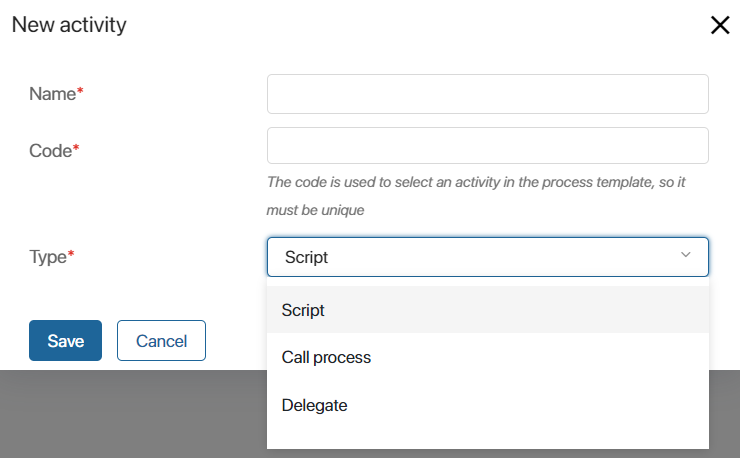 New activity
Name*
Code*
The code is used to select an activity in the process template, so it
must be unique
Type*
Script
Script
Call process
Delegate
Save
Cancel